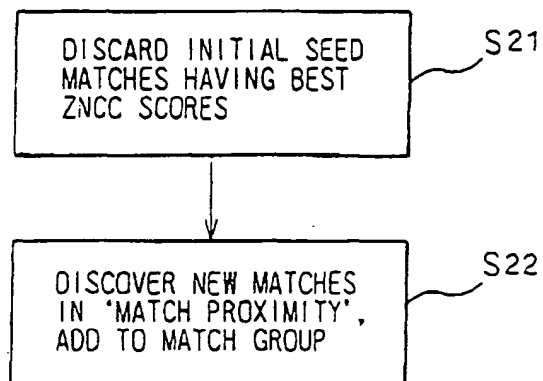 DISCARD INITIAL SEED
MATCHES HAVING BEST
ZNCC SCORES
S21
DISCOVER NEW MATCHES
IN 'MATCH PROXIMITY',
ADD TO MATCH GROUP
S22